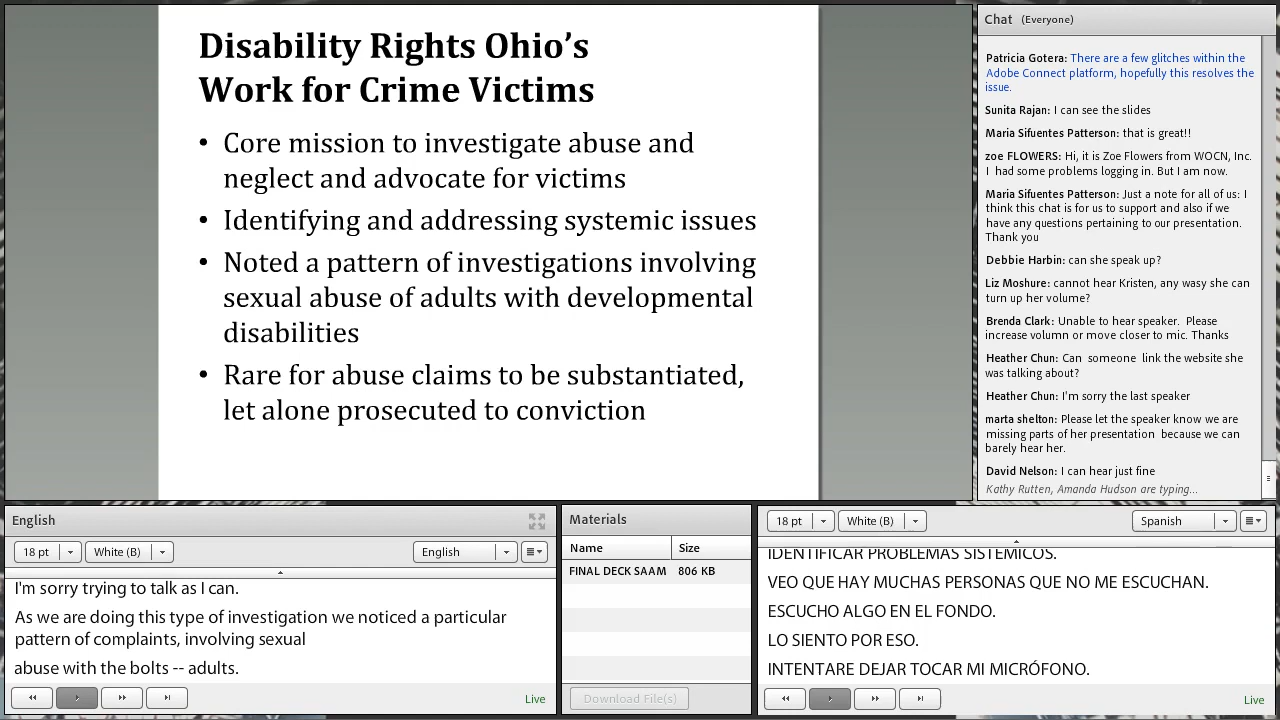 Disability Rights Ohio’s
Work for Crime Victims
• Core mission to investigate abuse and
neglect and advocate for victims
• Identifying and addressing systemic issues
• Noted a pattern of investigations involving
sexual abuse of adults with developmental
disabilities
• Rare for abuse claims to be substantiated,
let alone prosecuted to conviction
Chat (Everyone)
Patricia Gotera: There are a few glitches within the
Adobe Connect platform, hopefully this resolves the
issue.
Sunita Rajan: I can see the slides
Maria Sifuentes Patterson: that is great!!
zoe FLOWERS: Hi, it is Zoe Flowers from WOCN, Inc.
I had some problems logging in. But I am now.
Maria Sifuentes Patterson: Just a note for all of us: I
think this chat is for us to support and also if we
have any questions pertaining to our presentation.
Thank you
Debbie Harbin: can she speak up?
Liz Moshure: cannot hear Kristen, any wasy she can
turn up her volume?
Brenda Clark: Unable to hear speaker. Please
increase volumn or move closer to mic. Thanks
Heather Chun: Can someone link the website she
was talking about?
Heather Chun: I'm sorry the last speaker
marta shelton: Please let the speaker know we are
missing parts of her presentation because we can
barely hear her.
David Nelson: I can hear just fine
Kathy Rutten, Amanda Hudson are typing...
English
18 pt White (B) English
I'm sorry trying to talk as I can.
As we are doing this type of investigation we noticed a particular
pattern of complaints, involving sexual
abuse with the bolts -- adults.
Live
Materials
Name Size
FINAL DECK SAAM 806 KB
Download File(s)
18 pt White (B) Spanish
IDENTIFICAR PROBLEMAS SISTEMICOS.
VEO QUE HAY MUCHAS PERSONAS QUE NO ME ESCUCHAN.
ESCUCHO ALGO EN EL FONDO.
LO SIENTO POR ESO.
INTENTARE DEJAR TOCAR MI MICRÓFONO.
Live